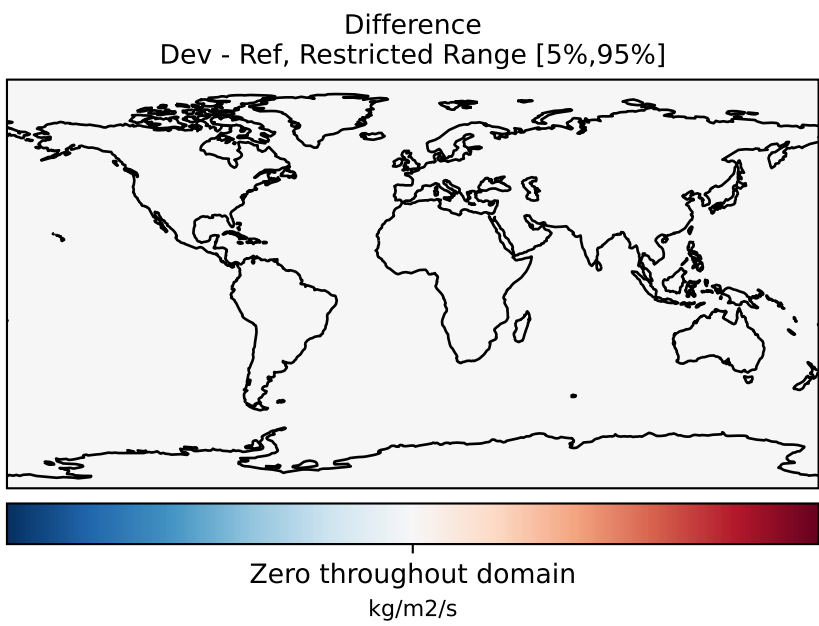 Difference
Dev - Ref, Restricted Range [5%,95%]
Zero throughout domain
kg/m2/s